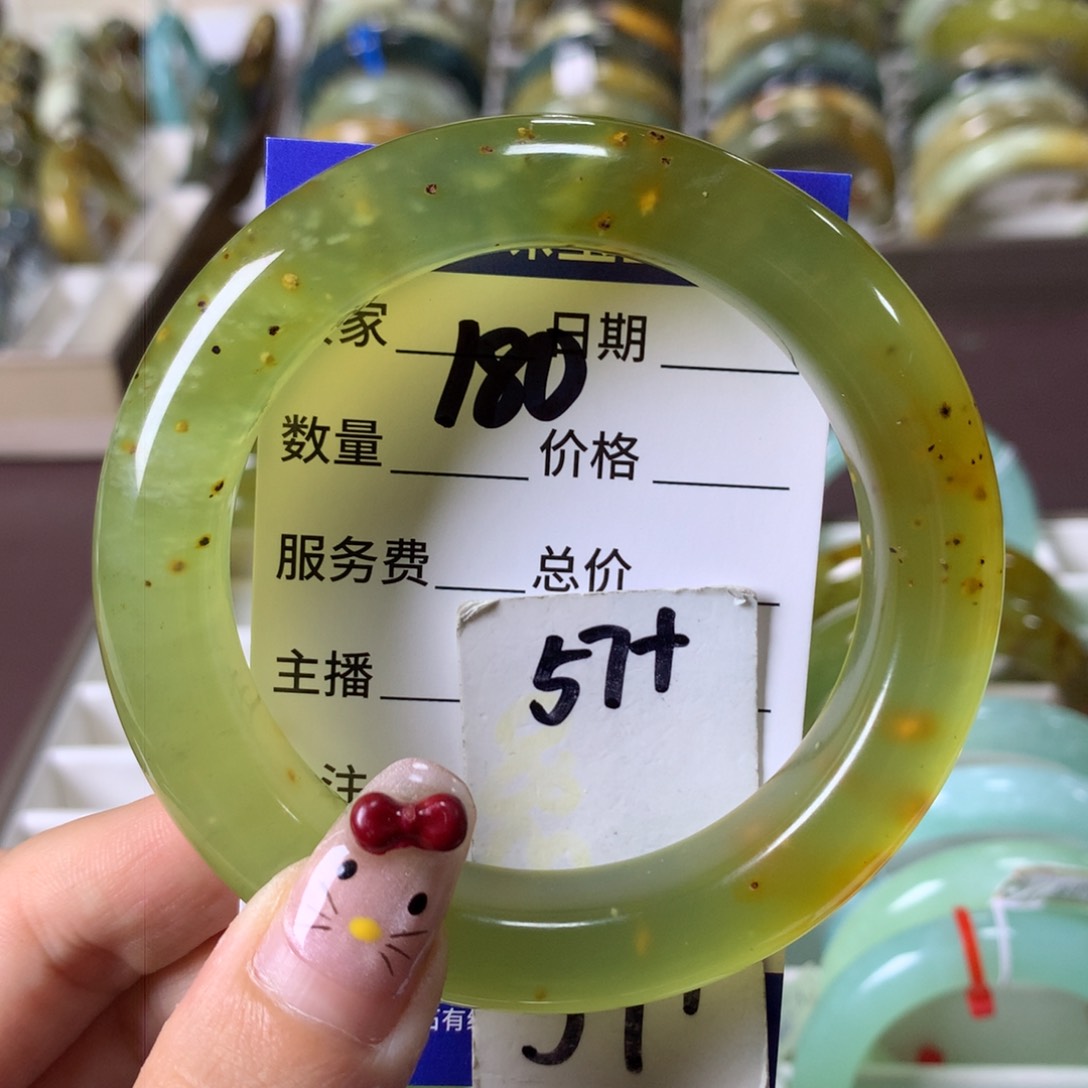 家 180 日期
数量 价格
服务费 总价
主播
57+
注